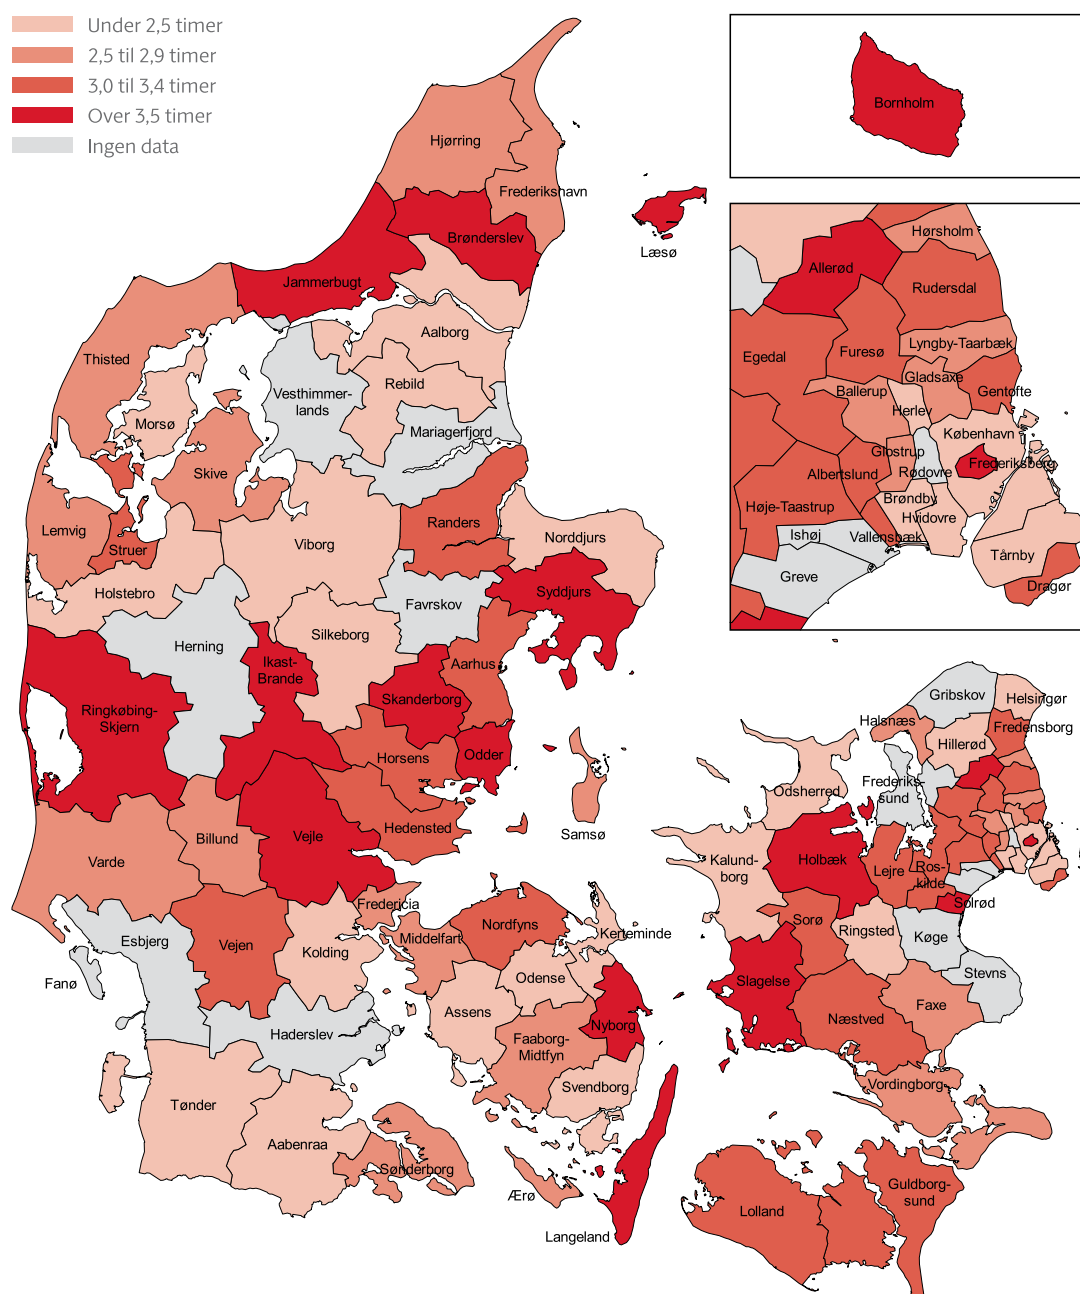 Under 2,5 timer
2,5 til 2,9 timer
3,0 til 3,4 timer
Over 3,5 timer
Ingen data
Bornholm
Hjørring
Frederikshavn
Brønderslev
Læsø
Jammerbugt
Aalborg
Thisted
Vesthimmer-
lands
Rebild
Morsø
Mariagerfjord
Skive
Lemvig
Struer
Randers
Viborg
Norddjurs
Holstebro
Favrskov
Syddjurs
Herning
Silkeborg
Ikast-
Brande
Aarhus
Skanderborg
Ringkøbing-
Skjern
Horsens
Odder
Hedensted
Samsø
Vejle
Billund
Varde
Fredericia
Esbjerg
Vejen
Kolding
Middelfart
Nordfyns
Kerteminde
Fanø
Odense
Assens
Nyborg
Haderslev
Faaborg-
Midtfyn
Svendborg
Tønder
Aabenraa
Sønderborg
Ærø
Langeland
Hørsholm
Allerød
Rudersdal
Egedal
Furesø
Lyngby-Taarbæk
Gladsaxe
Ballerup
Gentofte
Herlev
København
Glostrup
Frederiksberg
Albertslund
Rødovre
Brøndby
Høje-Taastrup
Hvidovre
Ishøj
Vallensbæk
Tårnby
Greve
Dragør
Gribskov
Helsingør
Halsnæs
Fredensborg
Hillerød
Frederiks-
sund
Odsherred
Kalund-
borg
Holbæk
Lejre
Ros-
kilde
Solrød
Sorø
Ringsted
Køge
Stevns
Slagelse
Næstved
Faxe
Vordingborg
Lolland
Guldborg-
sund